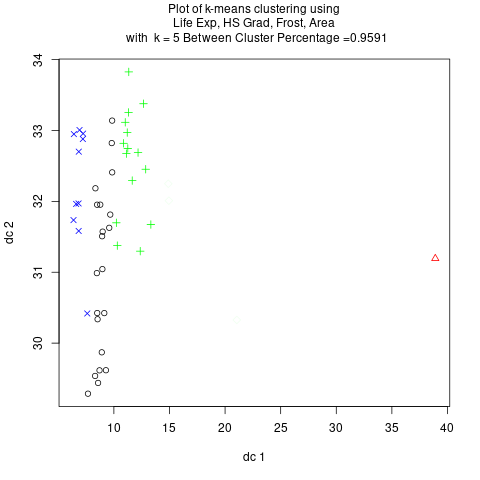 Plot of k-means clustering using
Life Exp, HS Grad, Frost, Area
with k = 5 Between Cluster Percentage =0.9591
34
33
32
31
30
dc 2
10
15
20
25
30
35
40
dc 1